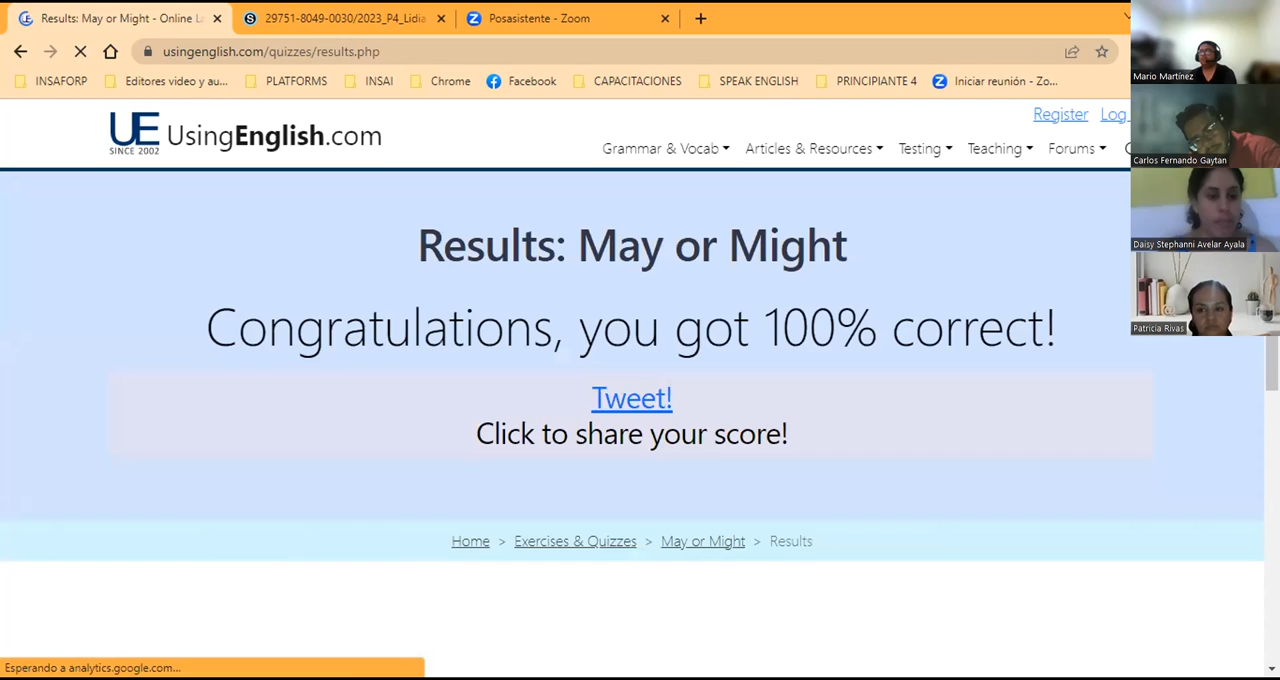 Results: May or Might - Online La
29751-8049-0030/2023_P4_Lidia
Posasistente - Zoom
usingenglish.com/quizzes/results.php
INSAFORP
Editores video y au...
PLATFORMS
INSAI
Chrome
Facebook
CAPACITACIONES
SPEAK ENGLISH
PRINCIPIANTE 4
Iniciar reunión - Zo...
Mario Martínez
Carlos Fernando Gaytan
Daisy Stephanni Avelar Ayala
Patricia Rivas
UE
SINCE 2002
UsingEnglish.com
Register Log
Grammar & Vocab Articles & Resources Testing Teaching Forums
Results: May or Might
Congratulations, you got 100% correct!
Tweet!
Click to share your score!
Home > Exercises & Quizzes > May or Might > Results
Esperando a analytics.google.com...